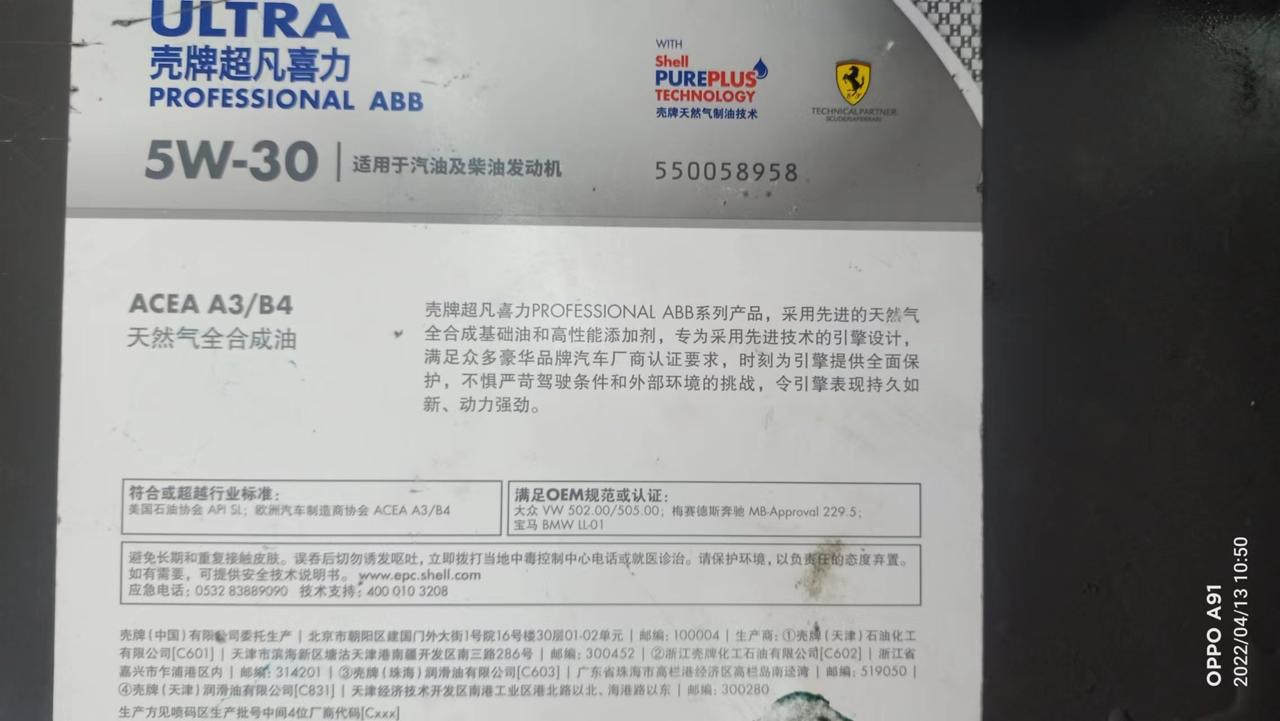 ULTRA
壳牌超凡喜力
PROFESSIONAL ABB
5W-30 | 适用于汽油及柴油发动机
WITH
Shell
PUREPLUS
TECHNOLOGY
壳牌天然气制油技术
TECHNICAL PARTNER
SCUDERIA FERRARI
550058958
ACEA A3/B4
天然气全合成油
壳牌超凡喜力PROFESSIONAL ABB系列产品，采用先进的天然气
全合成基础油和高性能添加剂，专为采用先进技术的引擎设计，
满足众多豪华品牌汽车厂商认证要求，时刻为引擎提供全面保
护，不惧严苛驾驶条件和外部环境的挑战，令引擎表现持久如
新、动力强劲。
符合或超越行业标准：
美国石油协会 API SL；欧洲汽车制造商协会 ACEA A3/B4
满足OEM规范或认证：
大众 VW 502.00/505.00；梅赛德斯奔驰 MB-Approval 229.5；
宝马 BMW LL-01
避免长期和重复接触皮肤。误吞后切勿诱发呕吐，立即拨打当地中毒控制中心电话或就医诊治。请保护环境，以负责任的态度弃置。
如有需要，可提供安全技术说明书。 www.epc.shell.com
应急电话：0532 83889090 技术支持：400 010 3208
壳牌（中国）有限公司委托生产 | 北京市朝阳区建国门外大街1号院16号楼30层01-02单元 | 邮编：100004 | 生产商：①壳牌（天津）石油化工
有限公司[C601] | 天津市滨海新区塘沽天津港南疆开发区南三路286号 | 邮编：300452 | ②浙江壳牌化工石油有限公司[C602] | 浙江省
嘉兴市乍浦港区内 | 邮编：314201 | ③壳牌（珠海）润滑油有限公司[C603] | 广东省珠海市高栏港经济区高栏岛南迳湾 | 邮编：519050 |
④壳牌（天津）润滑油有限公司[C831] | 天津经济技术开发区南港工业区港北路以北、海港路以东 | 邮编：300280
生产方见喷码区生产批号中间4位厂商代码[Cxxx]
OPPO A91
2022/04/13 10:50